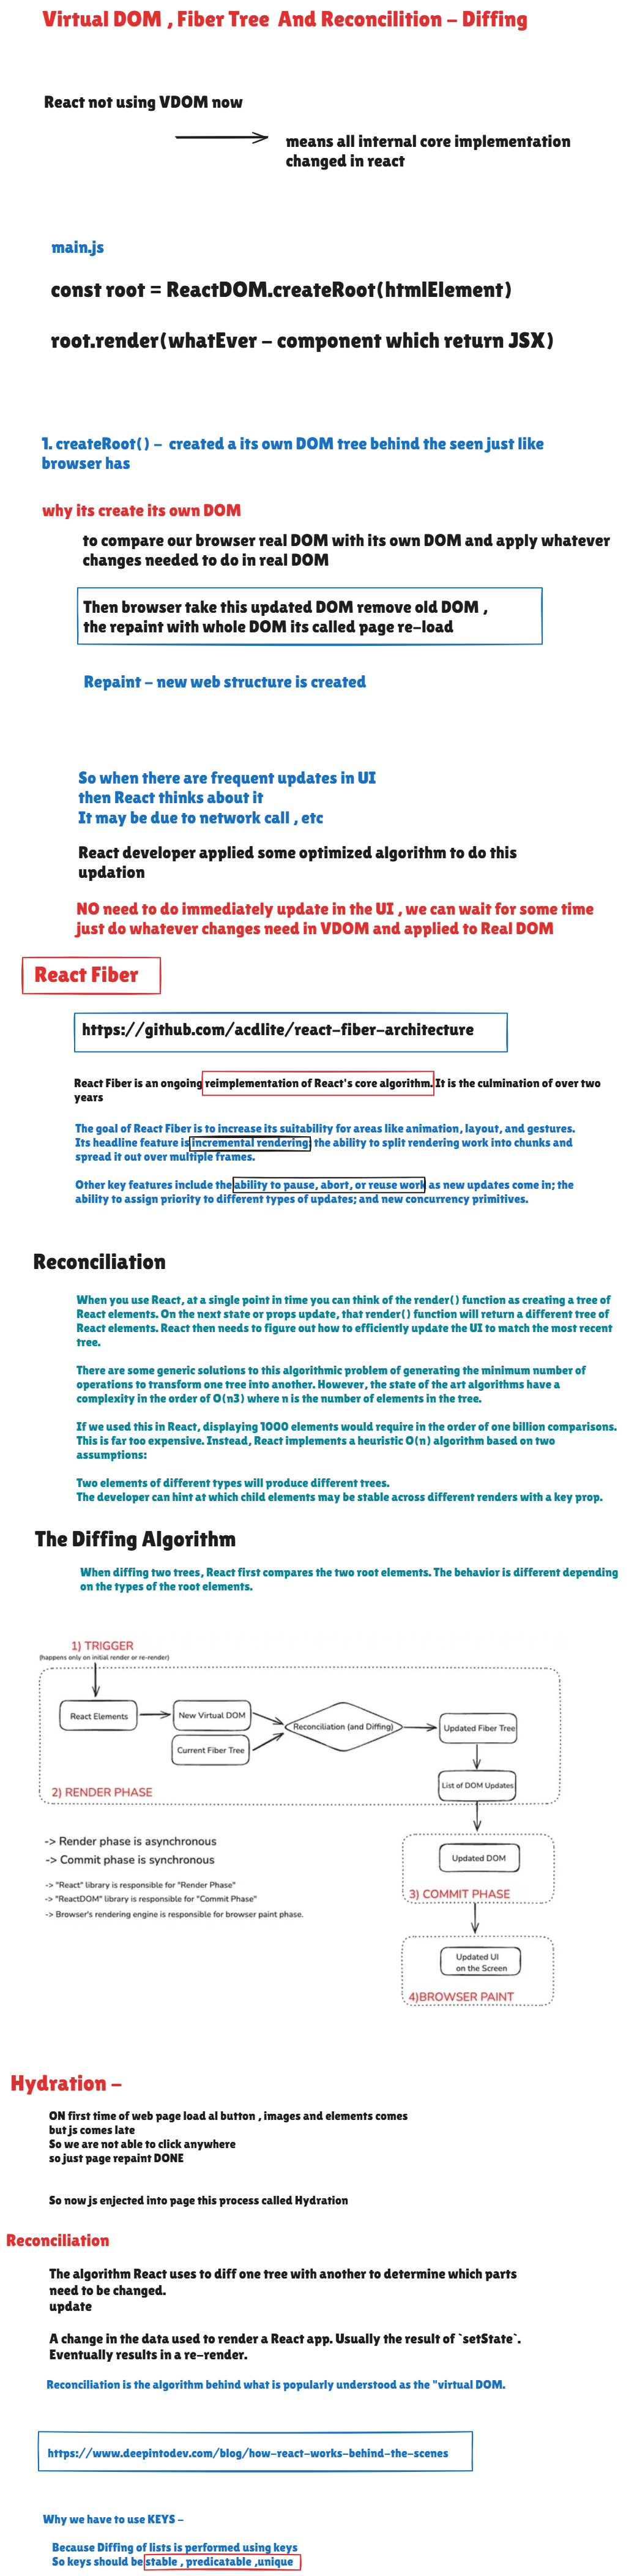 Virtual DOM , Fiber Tree And Reconcilition - Diffing
React not using VDOM now
means all internal core implementation
changed in react
main.js
const root = ReactDOM.createRoot(htmlElement)
root.render(whatEver - component which return JSX)
1. createRoot() - created a its own DOM tree behind the seen just like
browser has
why its create its own DOM
to compare our browser real DOM with its own DOM and apply whatever
changes needed to do in real DOM
Then browser take this updated DOM remove old DOM ,
the repaint with whole DOM its called page re-load
Repaint - new web structure is created
So when there are frequent updates in UI
then React thinks about it
It may be due to network call , etc
React developer applied some optimized algorithm to do this
updation
NO need to do immediately update in the UI , we can wait for some time
just do whatever changes need in VDOM and applied to Real DOM
React Fiber
https://github.com/acdlite/react-fiber-architecture
React Fiber is an ongoing reimplementation of React's core algorithm. It is the culmination of over two
years
The goal of React Fiber is to increase its suitability for areas like animation, layout, and gestures.
Its headline feature is incremental rendering: the ability to split rendering work into chunks and
spread it out over multiple frames.
Other key features include the ability to pause, abort, or reuse work as new updates come in; the
ability to assign priority to different types of updates; and new concurrency primitives.
Reconciliation
When you use React, at a single point in time you can think of the render() function as creating a tree of
React elements. On the next state or props update, that render() function will return a different tree of
React elements. React then needs to figure out how to efficiently update the UI to match the most recent
tree.
There are some generic solutions to this algorithmic problem of generating the minimum number of
operations to transform one tree into another. However, the state of the art algorithms have a
complexity in the order of O(n3) where n is the number of elements in the tree.
If we used this in React, displaying 1000 elements would require in the order of one billion comparisons.
This is far too expensive. Instead, React implements a heuristic O(n) algorithm based on two
assumptions:
Two elements of different types will produce different trees.
The developer can hint at which child elements may be stable across different renders with a key prop.
The Diffing Algorithm
When diffing two trees, React first compares the two root elements. The behavior is different depending
on the types of the root elements.
1) TRIGGER
(happens only on initial render or re-render)
React Elements
New Virtual DOM
Current Fiber Tree
Reconciliation (and Diffing)
Updated Fiber Tree
List of DOM Updates
2) RENDER PHASE
-> Render phase is asynchronous
-> Commit phase is synchronous
-> "React" library is responsible for "Render Phase"
-> "ReactDOM" library is responsible for "Commit Phase"
-> Browser's rendering engine is responsible for browser paint phase.
Updated DOM
3) COMMIT PHASE
Updated UI
on the Screen
4)BROWSER PAINT
Hydration -
ON first time of web page load al button , images and elements comes
but js comes late
So we are not able to click anywhere
so just page repaint DONE
So now js enjected into page this process called Hydration
Reconciliation
The algorithm React uses to diff one tree with another to determine which parts
need to be changed.
update
A change in the data used to render a React app. Usually the result of `setState`.
Eventually results in a re-render.
Reconciliation is the algorithm behind what is popularly understood as the "virtual DOM.
https://www.deepintodev.com/blog/how-react-works-behind-the-scenes
Why we have to use KEYS -
Because Diffing of lists is performed using keys
So keys should be stable , predicatable ,unique